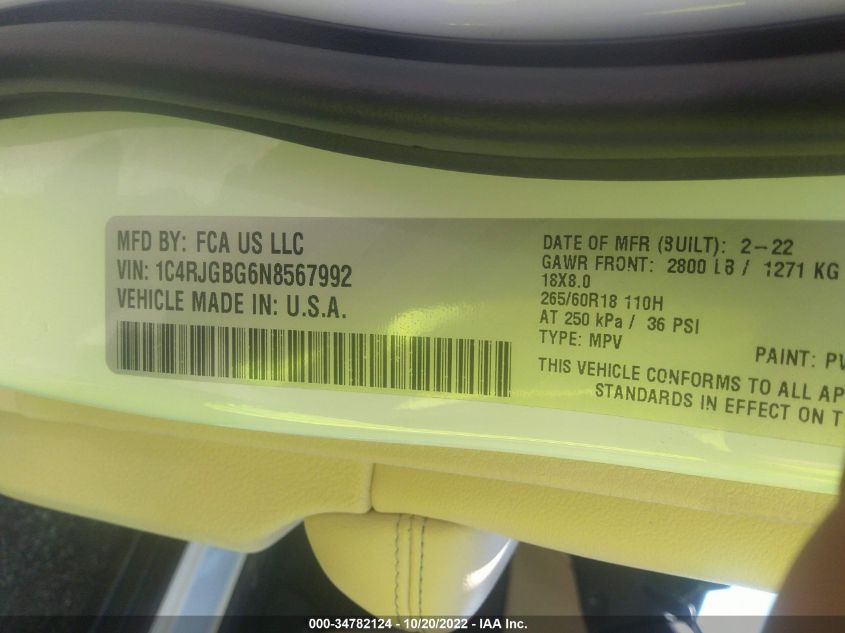 MFD BY: FCA US LLC
VIN: 1C4RJGBG6N8567992
VEHICLE MADE IN: U.S.A.
DATE OF MFR (BUILT): 2-22
GAWR FRONT: 2800 LB / 1271 KG
18X8.0
265/60R18 110H
AT 250 kPa / 36 PSI
TYPE: MPV
PAINT: PV
THIS VEHICLE CONFORMS TO ALL AP
STANDARDS IN EFFECT ON T
000-34782124 - 10/20/2022 - IAA Inc.